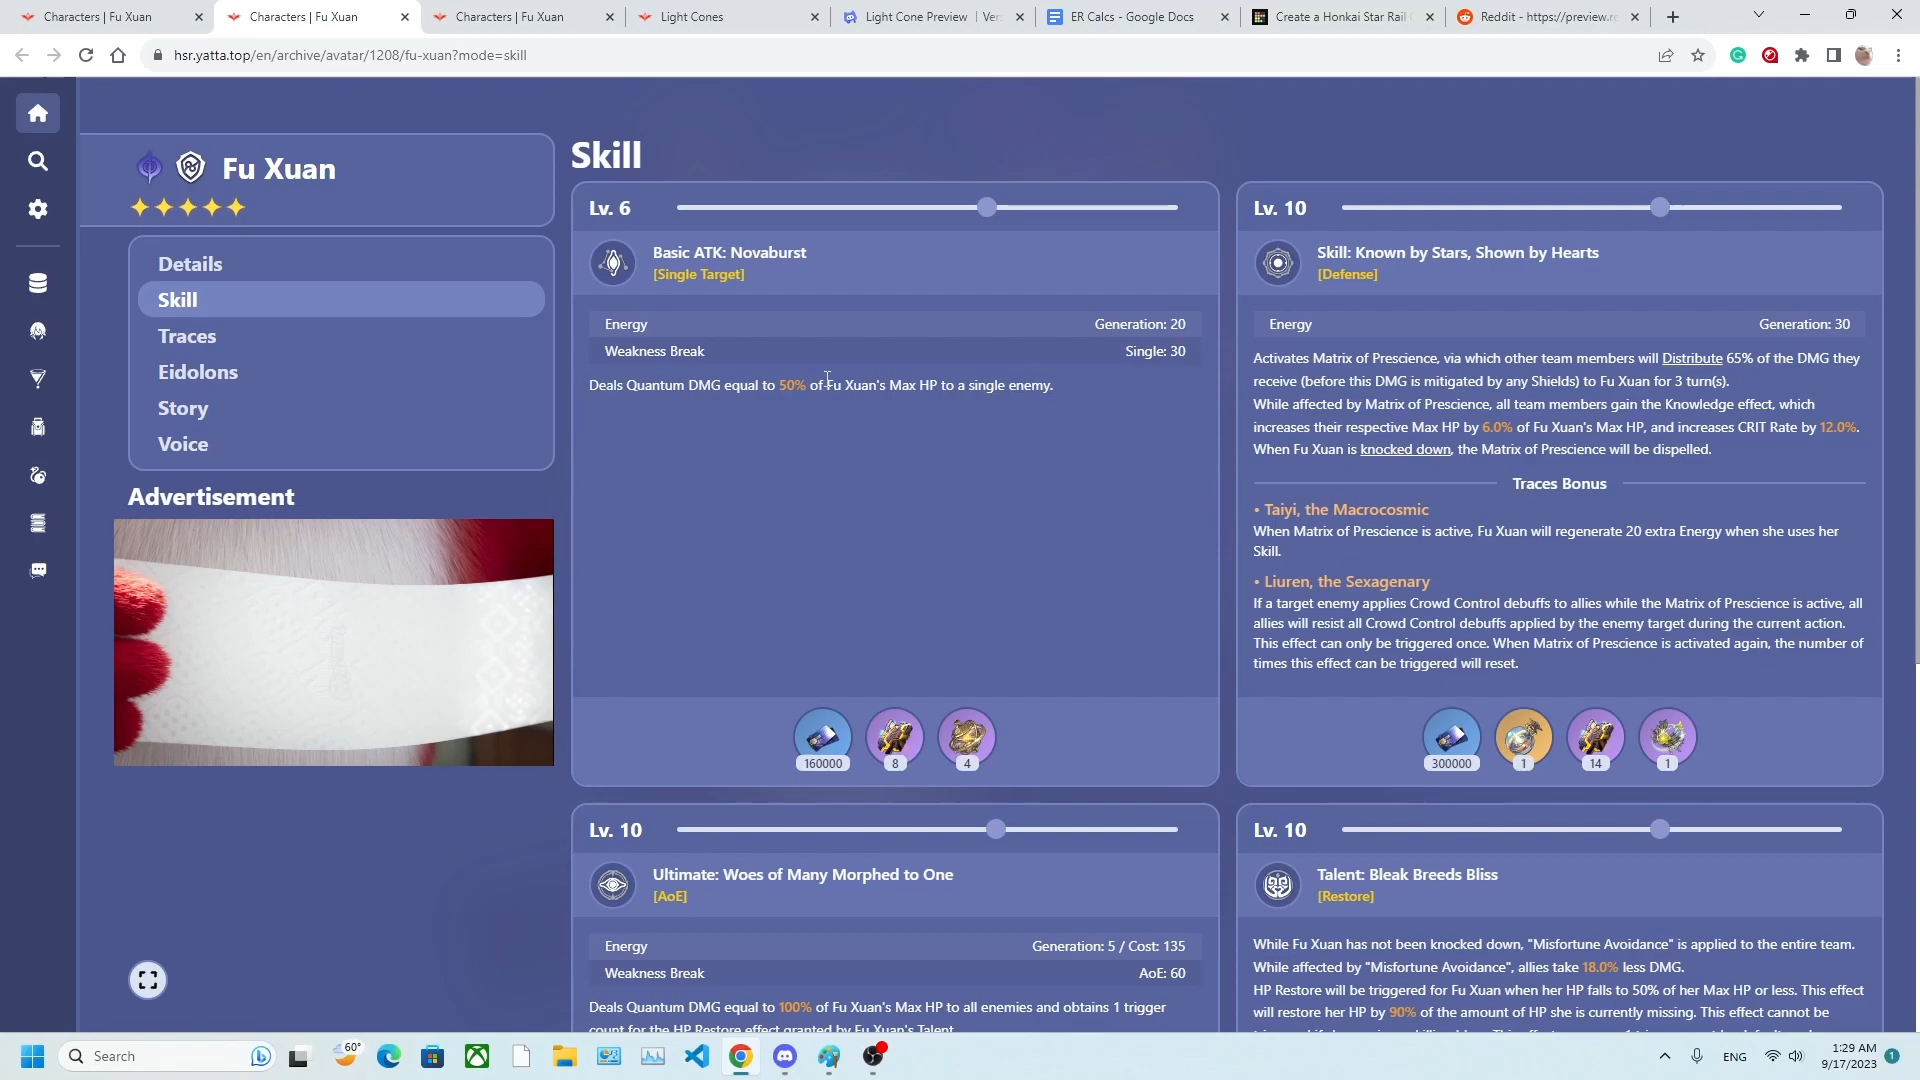 Characters | Fu Xuan
Characters | Fu Xuan
Characters | Fu Xuan
Light Cones
Light Cone Preview | Ver
ER Calcs - Google Docs
Create a Honkai Star Rail
Reddit - https://preview.re
hsr.yatta.top/en/archive/avatar/1208/fu-xuan?mode=skill
Fu Xuan
Details
Skill
Traces
Eidolons
Story
Voice
Advertisement
Skill
Lv. 6
Basic ATK: Novaburst
[Single Target]
Energy
Generation: 20
Weakness Break
Single: 30
Deals Quantum DMG equal to 50% of Fu Xuan's Max HP to a single enemy.
160000
8
4
Lv. 10
Skill: Known by Stars, Shown by Hearts
[Defense]
Energy
Generation: 30
Activates Matrix of Prescience, via which other team members will Distribute 65% of the DMG they
receive (before this DMG is mitigated by any Shields) to Fu Xuan for 3 turn(s).
While affected by Matrix of Prescience, all team members gain the Knowledge effect, which
increases their respective Max HP by 6.0% of Fu Xuan's Max HP, and increases CRIT Rate by 12.0%.
When Fu Xuan is knocked down, the Matrix of Prescience will be dispelled.
Traces Bonus
• Taiyi, the Macrocosmic
When Matrix of Prescience is active, Fu Xuan will regenerate 20 extra Energy when she uses her
Skill.
• Liuren, the Sexagenary
If a target enemy applies Crowd Control debuffs to allies while the Matrix of Prescience is active, all
allies will resist all Crowd Control debuffs applied by the enemy target during the current action.
This effect can only be triggered once. When Matrix of Prescience is activated again, the number of
times this effect can be triggered will reset.
300000
1
14
1
Lv. 10
Ultimate: Woes of Many Morphed to One
[AoE]
Energy
Generation: 5 / Cost: 135
Weakness Break
AoE: 60
Deals Quantum DMG equal to 100% of Fu Xuan's Max HP to all enemies and obtains 1 trigger
count for the HP Restore effect granted by Fu Xuan's Talent.
Lv. 10
Talent: Bleak Breeds Bliss
[Restore]
While Fu Xuan has not been knocked down, "Misfortune Avoidance" is applied to the entire team.
While affected by "Misfortune Avoidance", allies take 18.0% less DMG.
HP Restore will be triggered for Fu Xuan when her HP falls to 50% of her Max HP or less. This effect
will restore her HP by 90% of the amount of HP she is currently missing. This effect cannot be
Search
60°
ENG
1:29 AM
9/17/2023
1